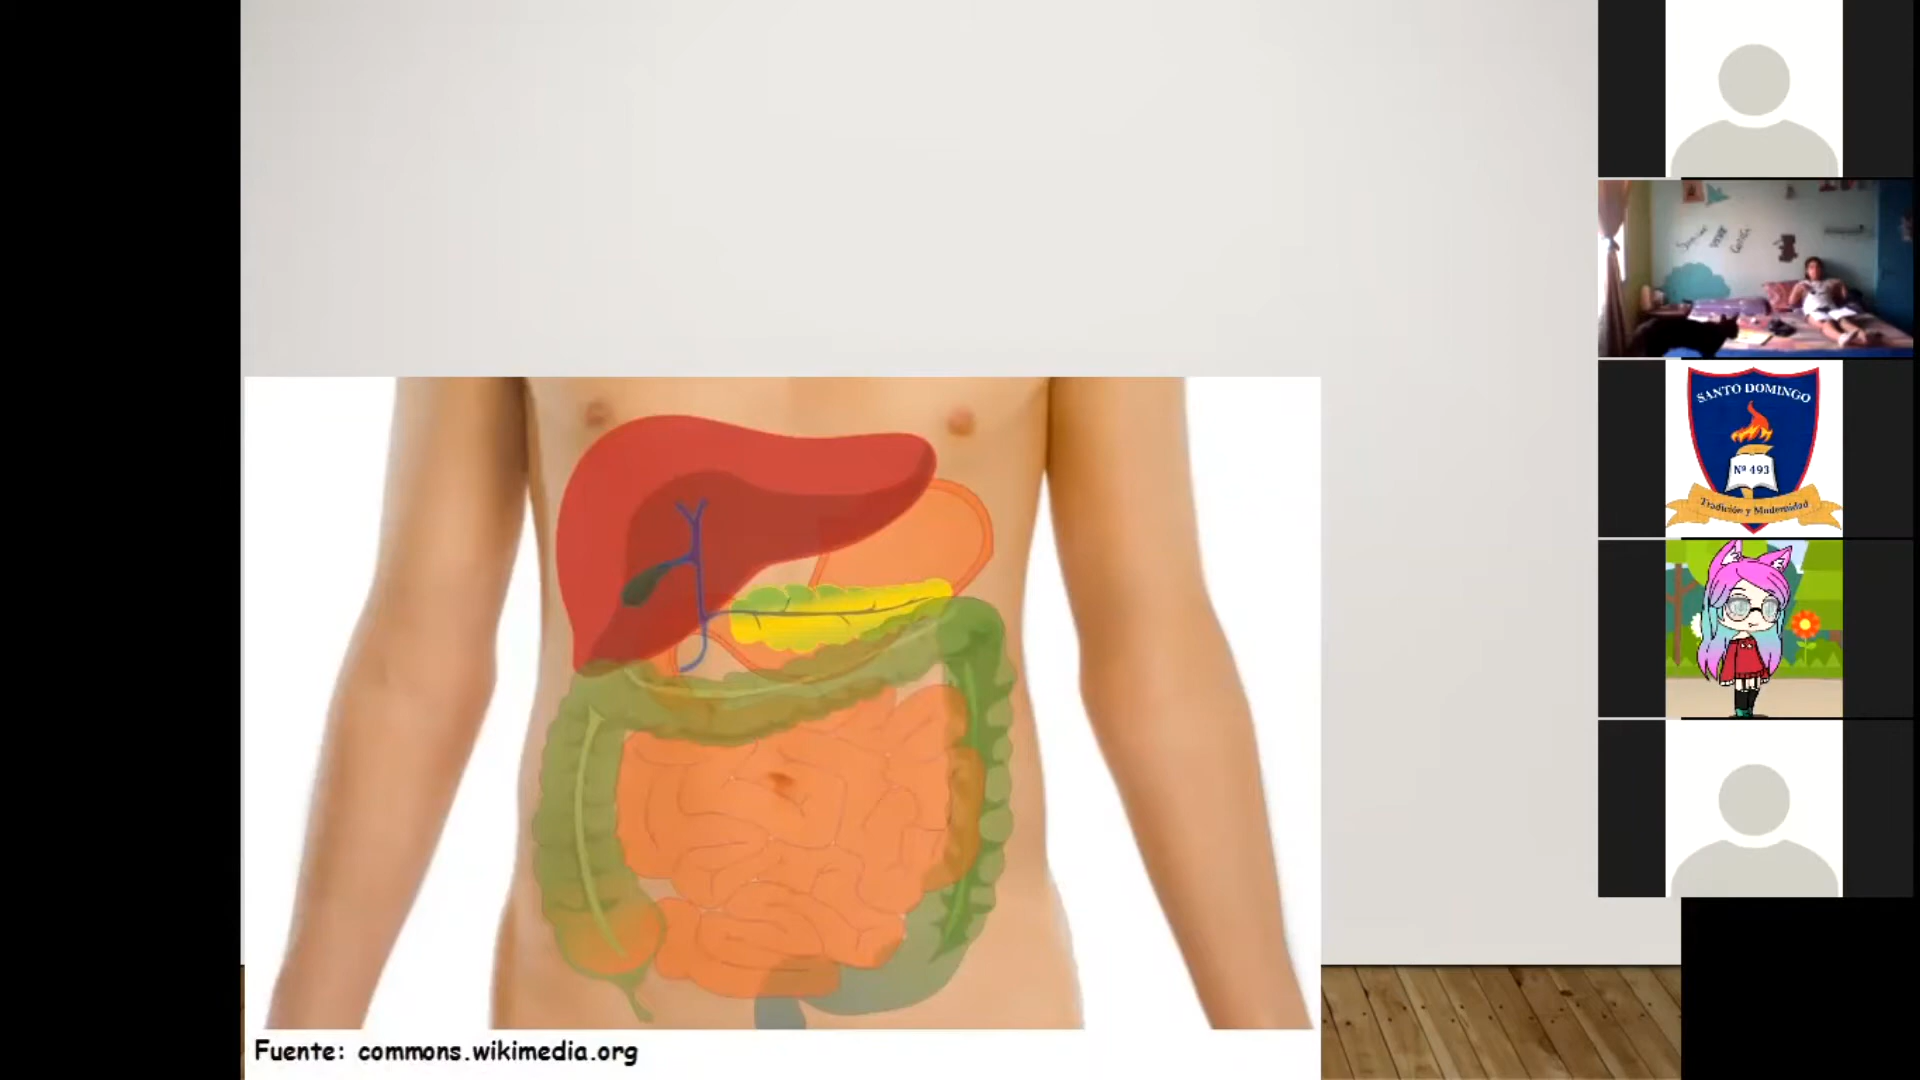 SANTO DOMINGO
Nº 493
Tradición y Modernidad
Fuente: commons.wikimedia.org